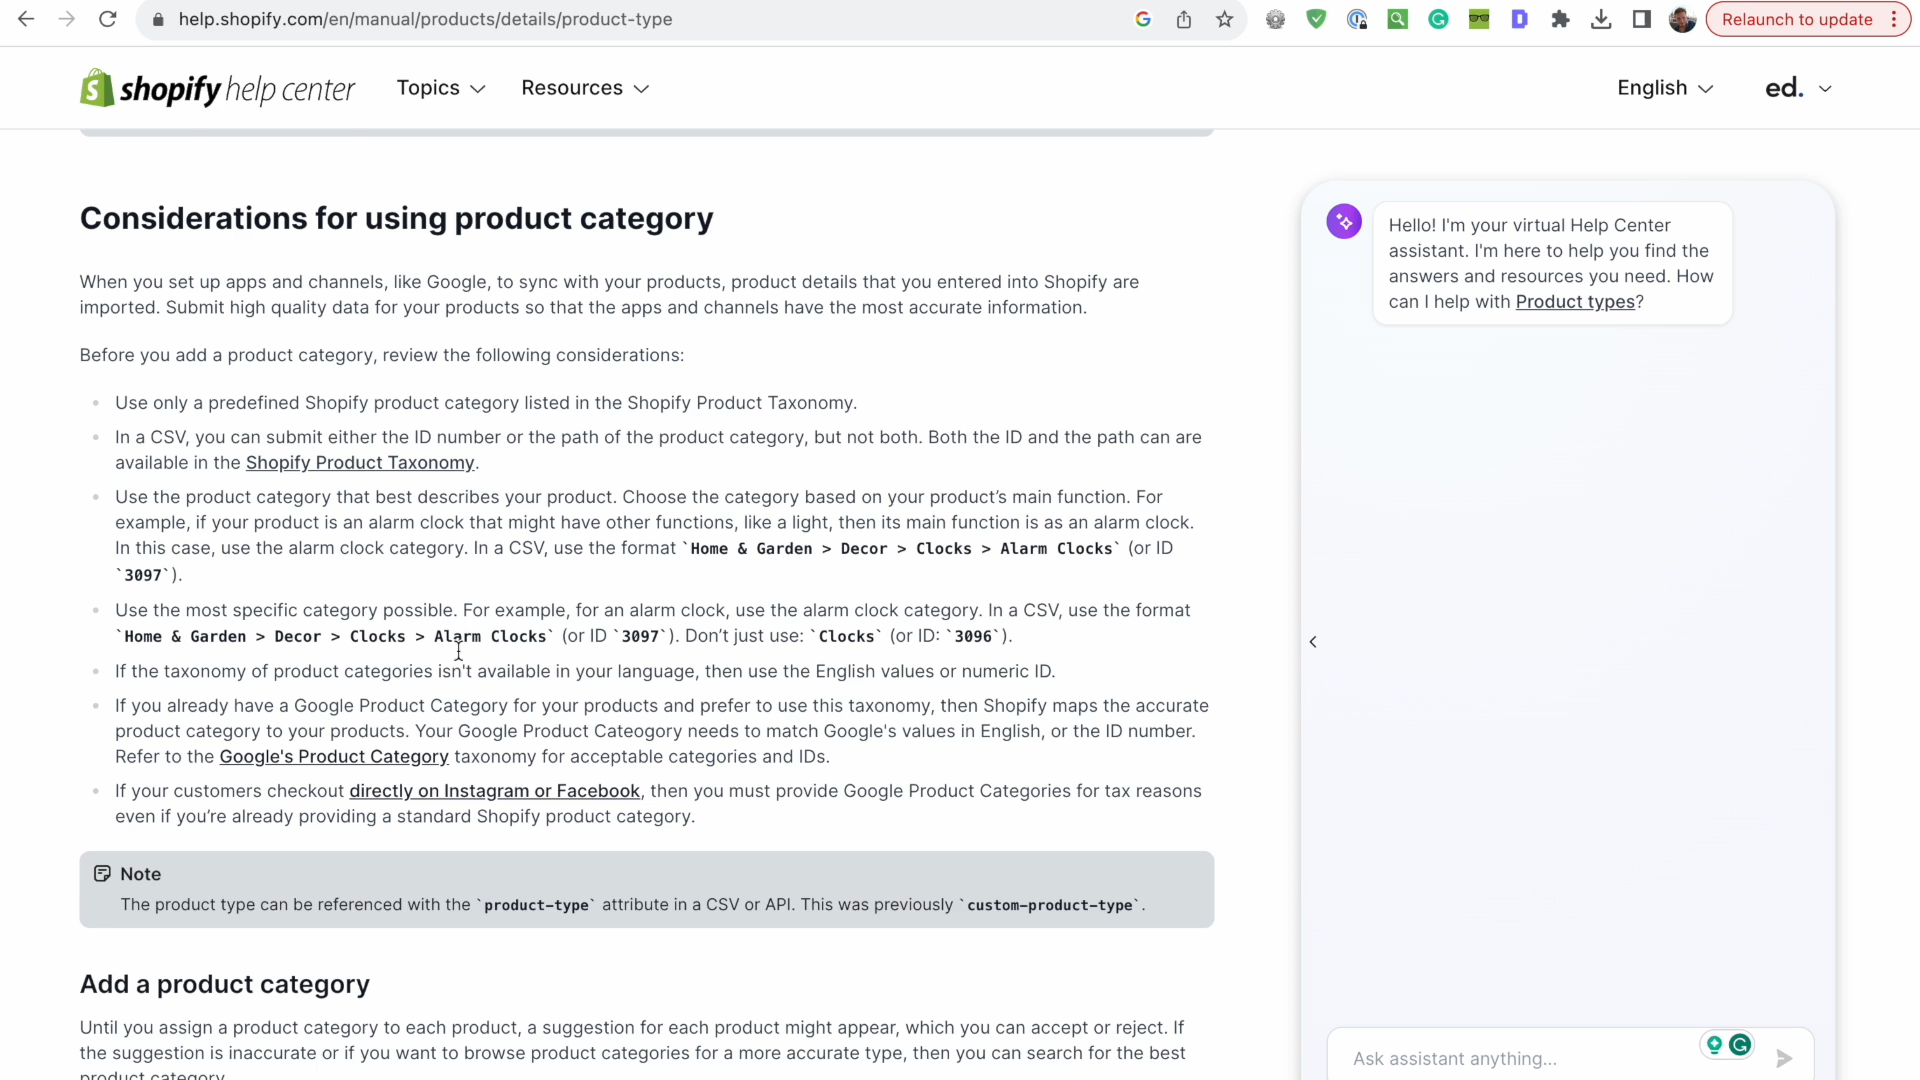 help.shopify.com/en/manual/products/details/product-type
Relaunch to update
shopify help center
Topics
Resources
English
ed.
Considerations for using product category
When you set up apps and channels, like Google, to sync with your products, product details that you entered into Shopify are
imported. Submit high quality data for your products so that the apps and channels have the most accurate information.
Before you add a product category, review the following considerations:
Use only a predefined Shopify product category listed in the Shopify Product Taxonomy.
In a CSV, you can submit either the ID number or the path of the product category, but not both. Both the ID and the path can are
available in the Shopify Product Taxonomy.
Use the product category that best describes your product. Choose the category based on your product’s main function. For
example, if your product is an alarm clock that might have other functions, like a light, then its main function is as an alarm clock.
In this case, use the alarm clock category. In a CSV, use the format `Home & Garden > Decor > Clocks > Alarm Clocks` (or ID
`3097`).
Use the most specific category possible. For example, for an alarm clock, use the alarm clock category. In a CSV, use the format
`Home & Garden > Decor > Clocks > Alarm Clocks` (or ID `3097`). Don’t just use: `Clocks` (or ID: `3096`).
If the taxonomy of product categories isn't available in your language, then use the English values or numeric ID.
If you already have a Google Product Category for your products and prefer to use this taxonomy, then Shopify maps the accurate
product category to your products. Your Google Product Cateogory needs to match Google's values in English, or the ID number.
Refer to the Google's Product Category taxonomy for acceptable categories and IDs.
If your customers checkout directly on Instagram or Facebook, then you must provide Google Product Categories for tax reasons
even if you’re already providing a standard Shopify product category.
Note
The product type can be referenced with the `product-type` attribute in a CSV or API. This was previously `custom-product-type`.
Add a product category
Until you assign a product category to each product, a suggestion for each product might appear, which you can accept or reject. If
the suggestion is inaccurate or if you want to browse product categories for a more accurate type, then you can search for the best
product category.
Hello! I'm your virtual Help Center
assistant. I'm here to help you find the
answers and resources you need. How
can I help with Product types?
Ask assistant anything...